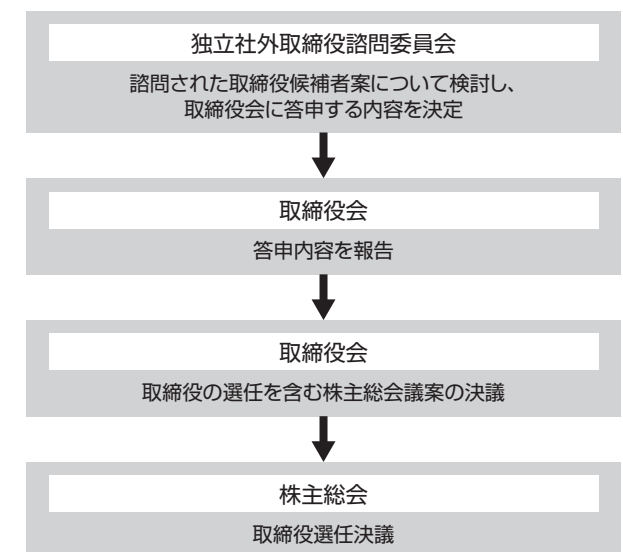 独立社外取締役諮問委員会
諮問された取締役候補者案について検討し、
取締役会に答申する内容を決定
取締役会
答申内容を報告
取締役会
取締役の選任を含む株主総会議案の決議
株主総会
取締役選任決議